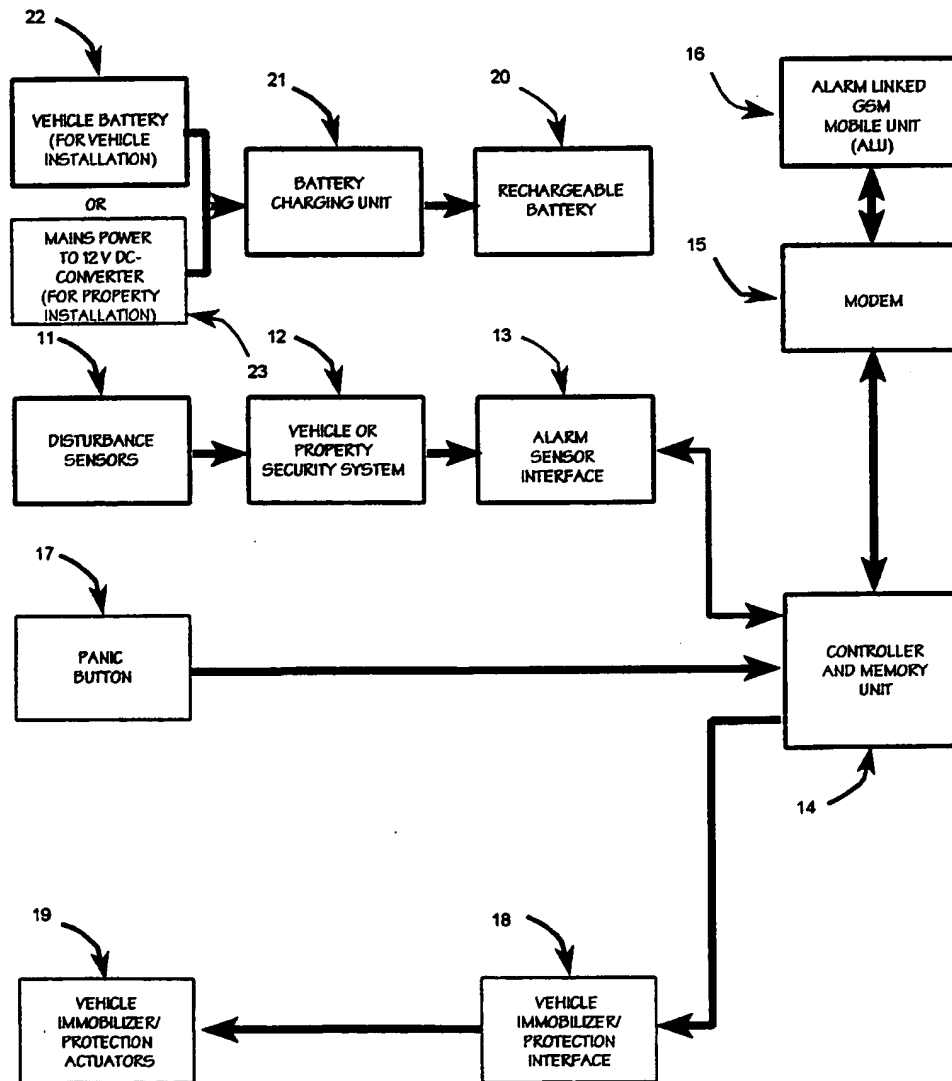 22
VEHICLE BATTERY
(FOR VEHICLE
INSTALLATION)
OR
MAINS POWER
TO 12 V DC-
CONVERTER
(FOR PROPERTY
INSTALLATION)
23
21
BATTERY
CHARGING UNIT
20
RECHARGEABLE
BATTERY
16
ALARM LINKED
GSM
MOBILE UNIT
(ALU)
15
MODEM
11
DISTURBANCE
SENSORS
12
VEHICLE OR
PROPERTY
SECURITY SYSTEM
13
ALARM
SENSOR
INTERFACE
17
PANIC
BUTTON
CONTROLLER
AND MEMORY
UNIT
14
19
VEHICLE
IMMOBILIZER/
PROTECTION
ACTUATORS
18
VEHICLE
IMMOBILIZER/
PROTECTION
INTERFACE